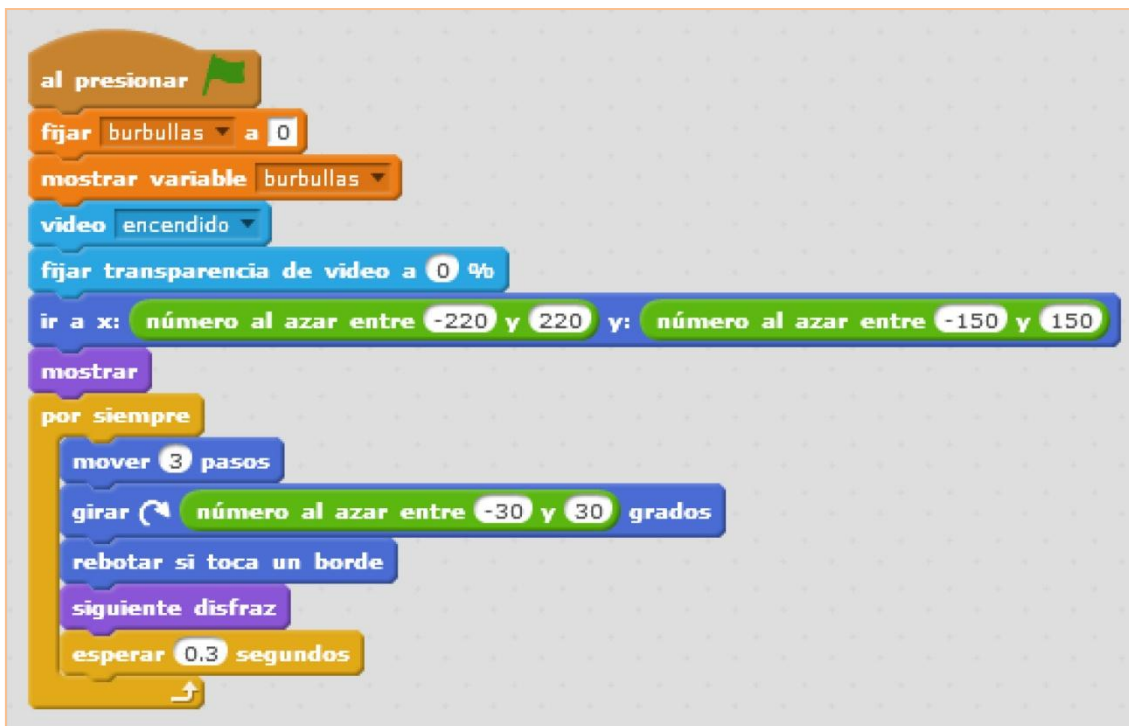 al presionar
fijar burbullas a 0
mostrar variable burbullas
video encendido
fijar transparencia de video a 0 %
ir a x: número al azar entre -220 y 220 y: número al azar entre -150 y 150
mostrar
por siempre
mover 3 pasos
girar número al azar entre -30 y 30 grados
rebotar si toca un borde
siguiente disfraz
esperar 0.3 segundos